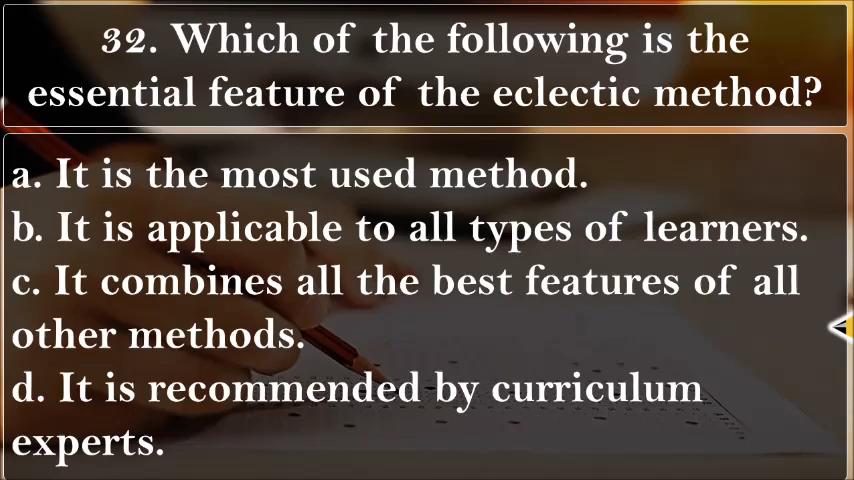 32. Which of the following is the
essential feature of the eclectic method?
a. It is the most used method.
b. It is applicable to all types of learners.
c. It combines all the best features of all
other methods.
d. It is recommended by curriculum
experts.